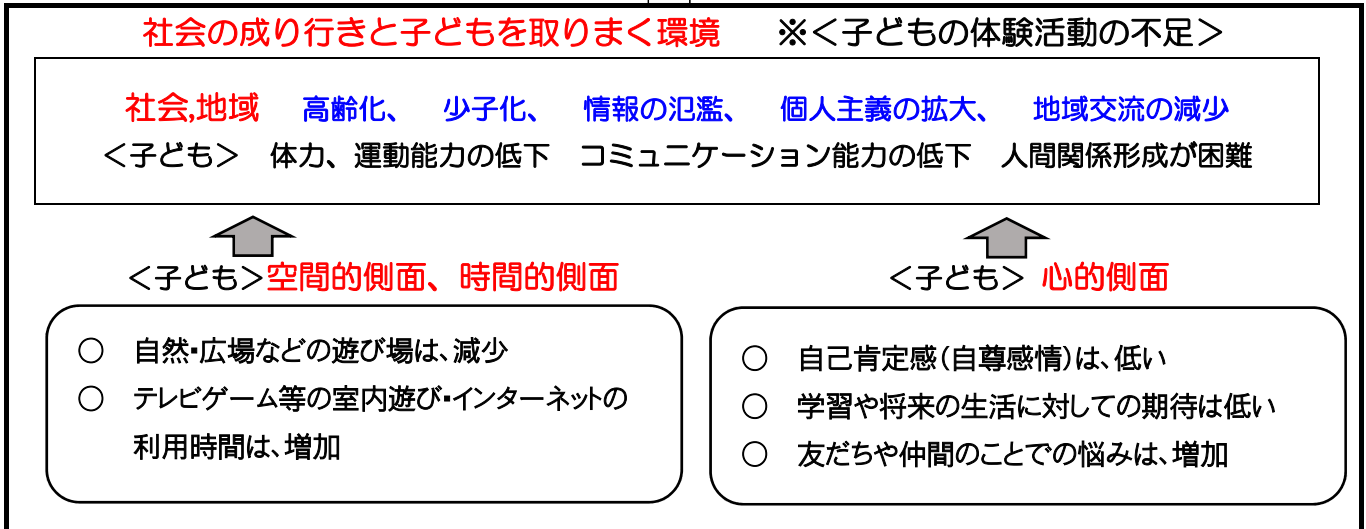 社会の成り行きと子どもを取りまく環境　※＜子どもの体験活動の不足＞
社会,地域　高齢化、　少子化、　情報の氾濫、　個人主義の拡大、　地域交流の減少
＜子ども＞　体力、運動能力の低下　コミュニケーション能力の低下　人間関係形成が困難
＜子ども＞空間的側面、時間的側面
○　自然・広場などの遊び場は、減少
○　テレビゲーム等の室内遊び・インターネットの
利用時間は、増加
＜子ども＞ 心的側面
○　自己肯定感（自尊感情）は、低い
○　学習や将来の生活に対しての期待は低い
○　友だちや仲間のことでの悩みは、増加